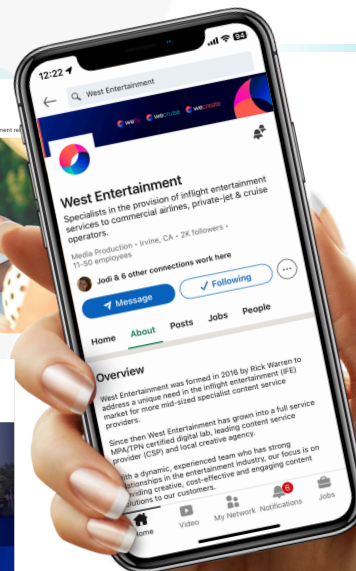 12:22
84
West Entertainment
wefly wecruise wecreate
ment rel
West Entertainment
Specialists in the provision of inflight entertainment
services to commercial airlines, private-jet & cruise
operators.
Media Production • Irvine, CA • 2K followers •
11-50 employees
Jodi & 6 other connections work here
Message
Following
Home
About
Posts
Jobs
People
Overview
West Entertainment was formed in 2016 by Rick Warren to
address a unique need in the inflight entertainment (IFE)
market for more mid-sized specialist content service
providers.
Since then West Entertainment has grown into a full service
MPA/TPN certified digital lab, leading content service
provider (CSP) and local creative agency.
With a dynamic, experienced team who has strong
relationships in the entertainment industry, our focus is on
providing creative, cost-effective and engaging content
solutions to our customers.
Home
Video
My Network
6
Notifications
Jobs